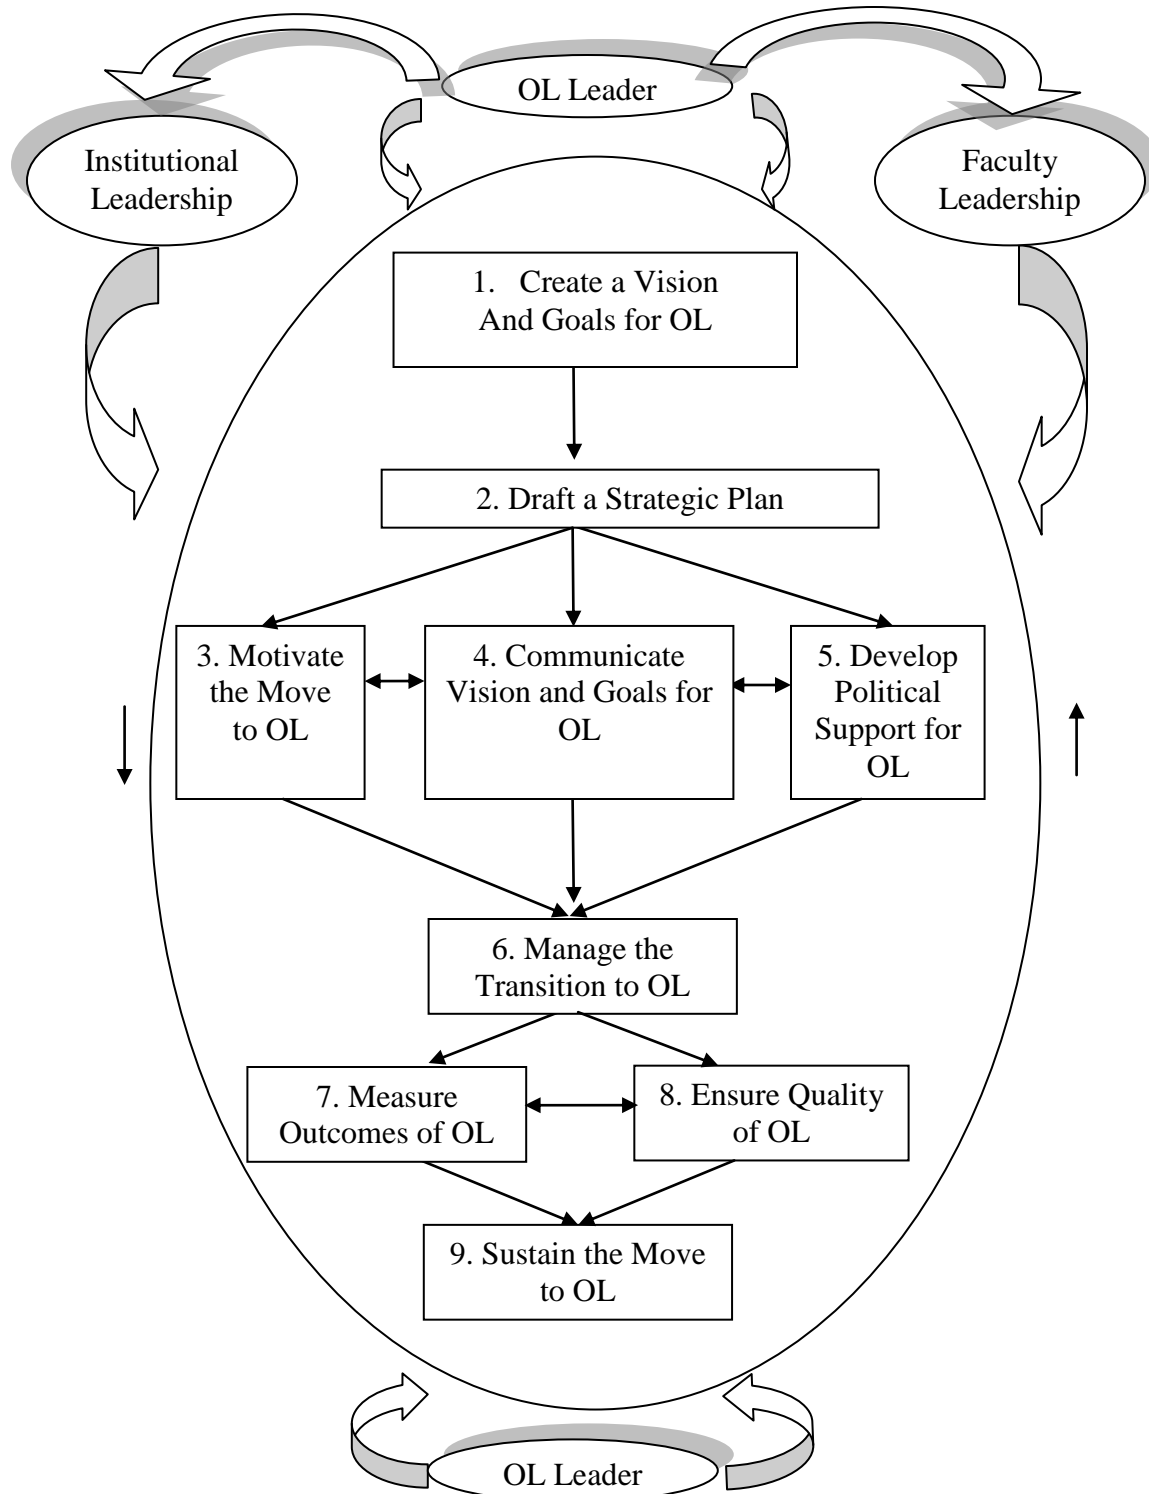 OL Leader
Institutional
Leadership
Faculty
Leadership
1. Create a Vision
And Goals for OL
2. Draft a Strategic Plan
3. Motivate
the Move
to OL
4. Communicate
Vision and Goals for
OL
5. Develop
Political
Support for
OL
6. Manage the
Transition to OL
7. Measure
Outcomes of OL
8. Ensure Quality
of OL
9. Sustain the Move
to OL
OL Leader